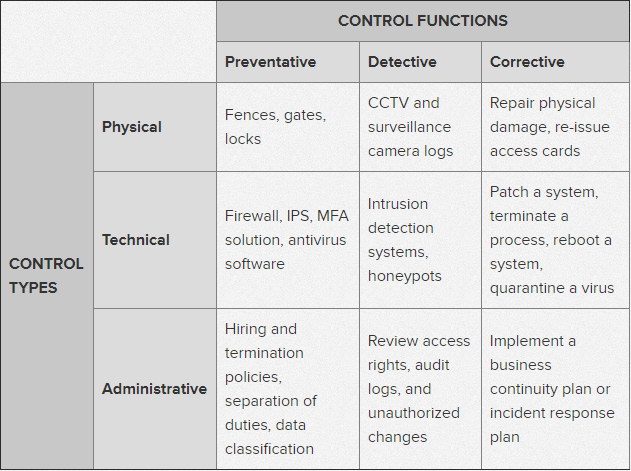 CONTROL FUNCTIONS
Preventative
Detective
Corrective
CONTROL
TYPES
Physical
Fences, gates,
locks
CCTV and
surveillance
camera logs
Repair physical
damage, re-issue
access cards
Technical
Firewall, IPS, MFA
solution, antivirus
software
Intrusion
detection
systems,
honeypots
Patch a system,
terminate a
process, reboot a
system,
quarantine a virus
Administrative
Hiring and
termination
policies,
separation of
duties, data
classification
Review access
rights, audit
logs, and
unauthorized
changes
Implement a
business
continuity plan or
incident response
plan